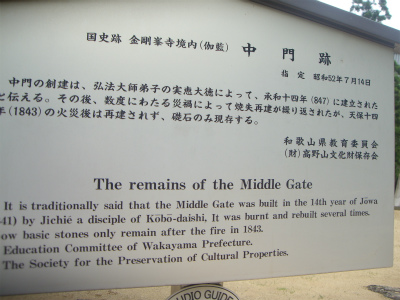 国史跡 金剛峯寺境内(伽藍) 中門跡
指定 昭和52年7月14日
中門の創建は、弘法大師弟子の実恵大徳によって、承和十四年(847)に建立された
と伝える。その後、数度にわたる災禍によって焼失再建が繰り返されたが、天保十四
年(1843)の火災後は再建されず、礎石のみ現存する。
和歌山県教育委員会
(財)高野山文化財保存会
The remains of the Middle Gate
It is traditionally said that the Middle Gate was built in the 14th year of Jōwa
41) by Jichié a disciple of Kōbō-daishi, It was burnt and rebuilt several times.
ow basic stones only remain after the fire in 1843.
Education Committee of Wakayama Prefecture.
The Society for the Preservation of Cultural Properties.
AUDIO GUIDE